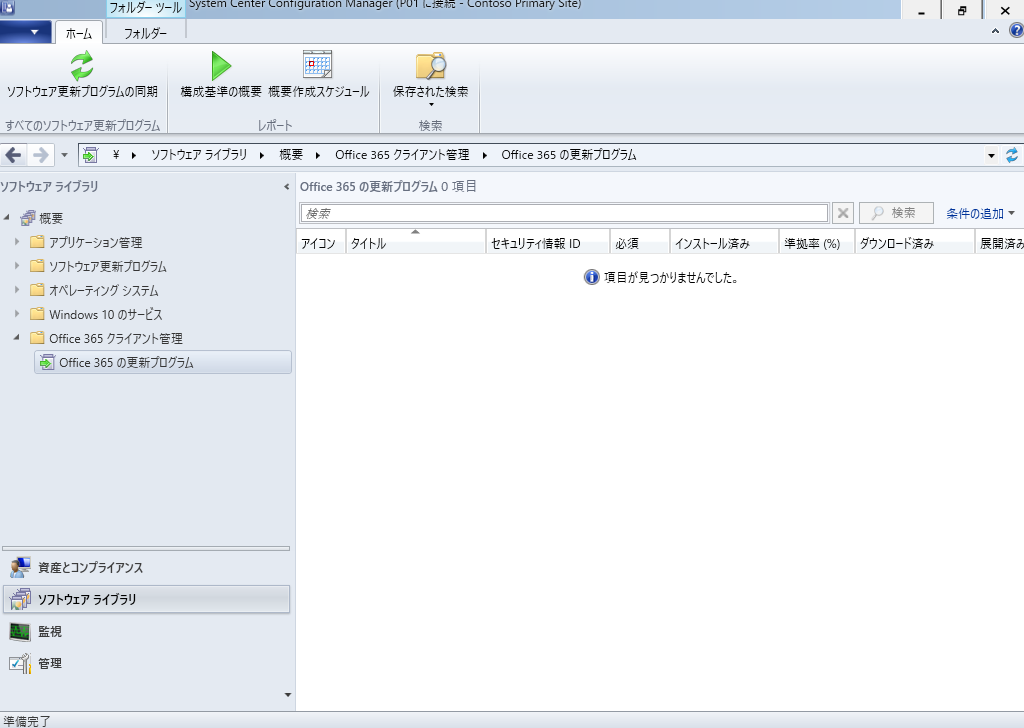 フォルダー ツール
System Center Configuration Manager (P01 に接続 - Contoso Primary Site)
ホーム
フォルダー
ソフトウェア更新プログラムの同期
構成基準の概要
概要作成スケジュール
保存された検索
すべてのソフトウェア更新プログラム
レポート
検索
¥ ソフトウェア ライブラリ 概要 Office 365 クライアント管理 Office 365 の更新プログラム
ソフトウェア ライブラリ
Office 365 の更新プログラム 0 項目
検索
検索
条件の追加
アイコン タイトル セキュリティ情報 ID 必須 インストール済み 準拠率 (%) ダウンロード済み 展開済み
項目が見つかりませんでした。
概要
アプリケーション管理
ソフトウェア更新プログラム
オペレーティング システム
Windows 10 のサービス
Office 365 クライアント管理
Office 365 の更新プログラム
資産とコンプライアンス
ソフトウェア ライブラリ
監視
管理
準備完了